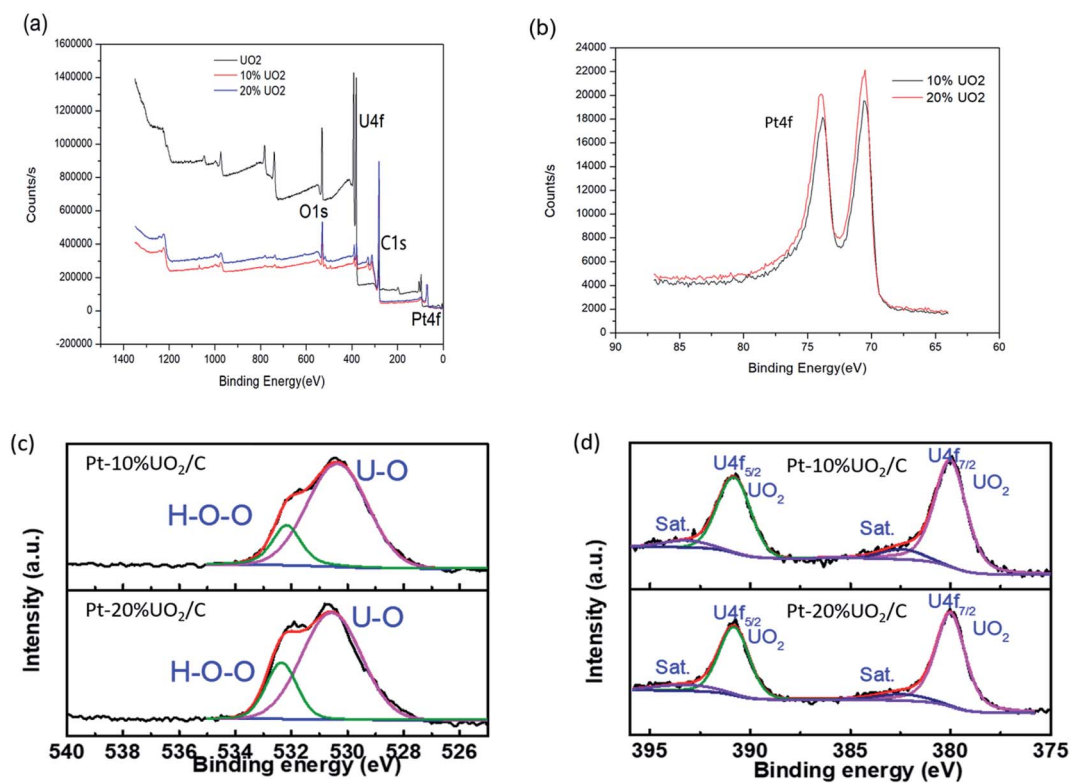 (a)
1600000
1400000
1200000
1000000
800000
600000
400000
200000
0
-200000
Counts/s
UO2
10% UO2
20% UO2
U4f
O1s
C1s
Pt4f
1400 1200 1000 800 600 400 200 0
Binding Energy(eV)
(b)
24000
22000
20000
18000
16000
14000
12000
10000
8000
6000
4000
2000
Counts/s
10% UO2
20% UO2
Pt4f
90 85 80 75 70 65 60
Binding Energy(eV)
(c)
Pt-10%UO₂/C
U-O
H-O-O
Pt-20%UO₂/C
U-O
H-O-O
Intensity (a.u.)
540 538 536 534 532 530 528 526
Binding energy (eV)
(d)
U4f₅/₂ Pt-10%UO₂/C U4f₇/₂
UO₂ UO₂
Sat. Sat.
U4f₅/₂ Pt-20%UO₂/C U4f₇/₂
UO₂ UO₂
Sat. Sat.
Intensity (a.u.)
395 390 385 380 375
Binding energy (eV)